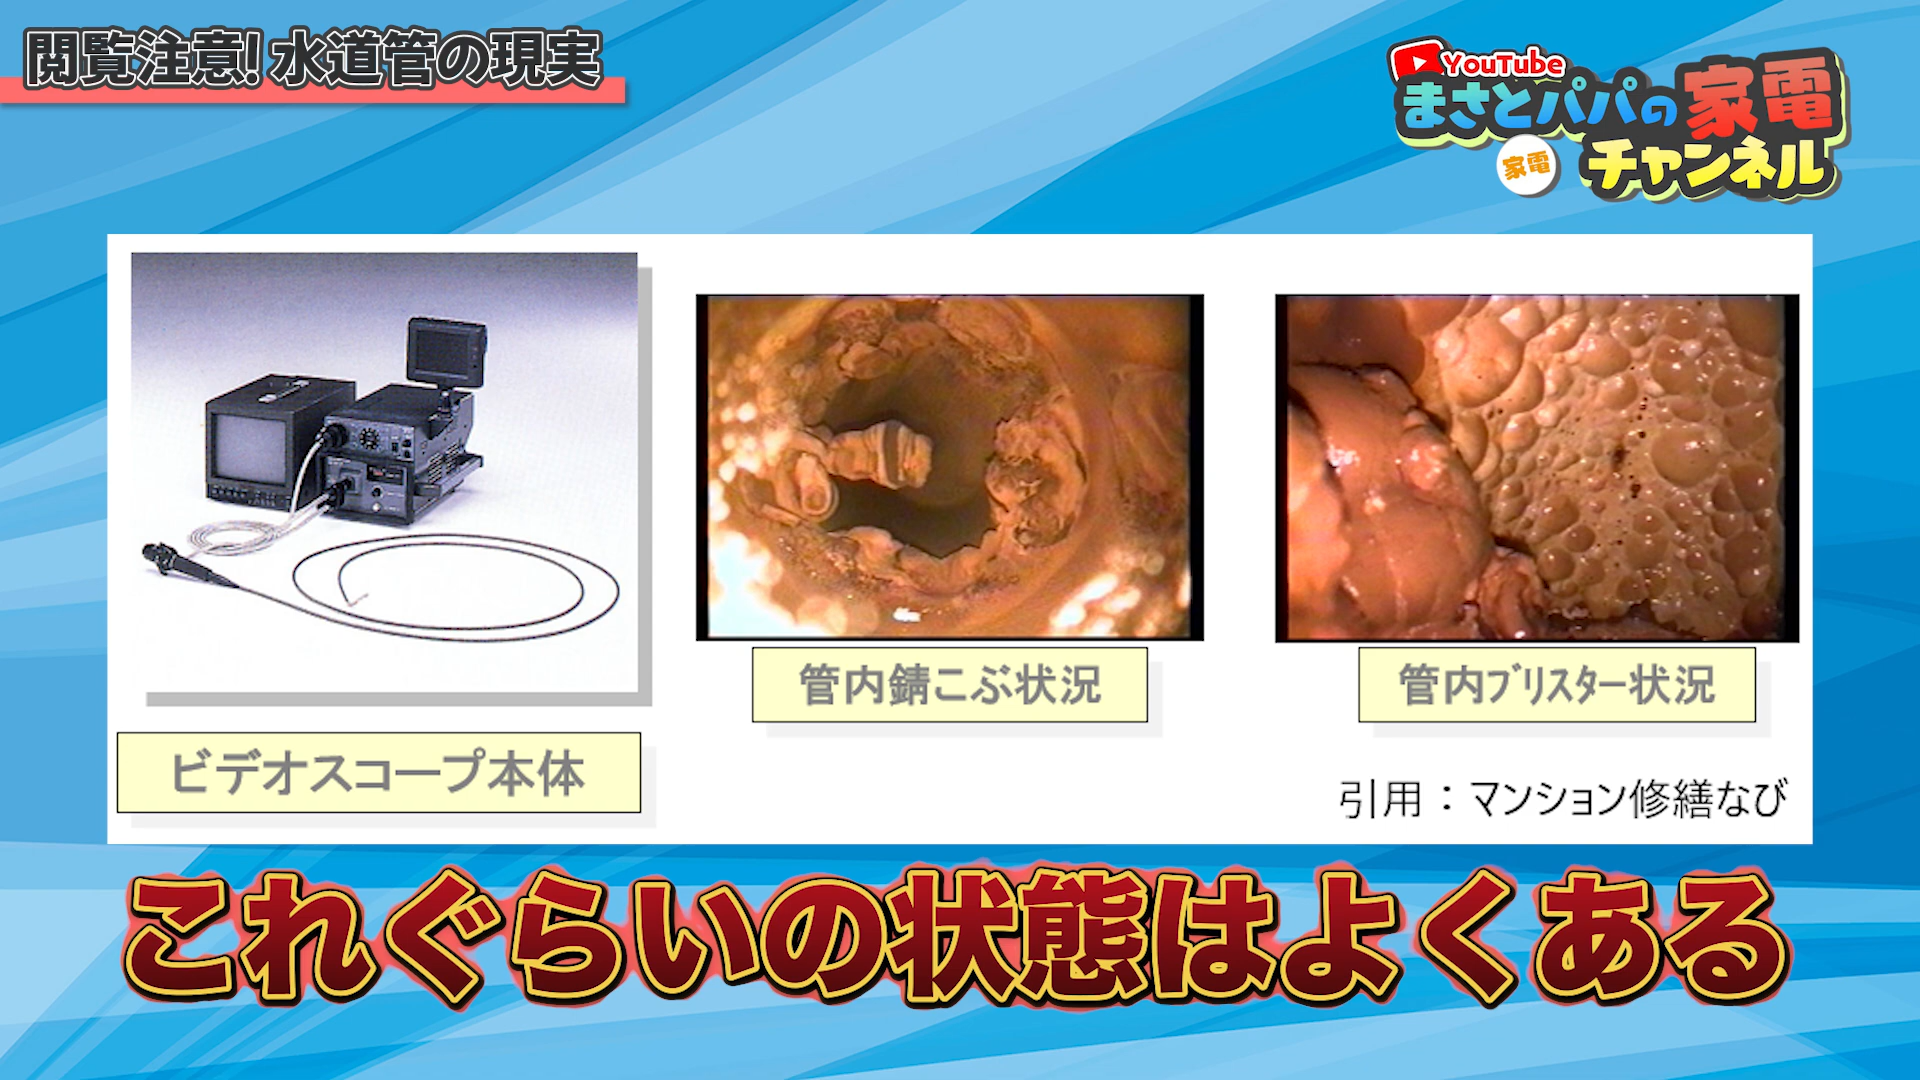 閲覧注意! 水道管の現実
YouTube
まさとパパの家電
家電
チャンネル
管内錆こぶ状況
管内ブリスター状況
ビデオスコープ本体
引用：マンション修繕なび
これぐらいの状態はよくある